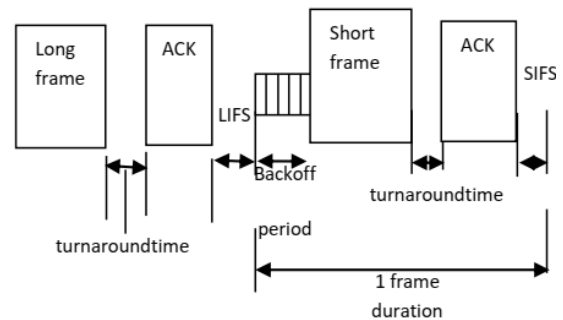 Long
frame
ACK
LIFS
Short
frame
ACK
SIFS
Backoff
period
turnaroundtime
turnaroundtime
1 frame
duration